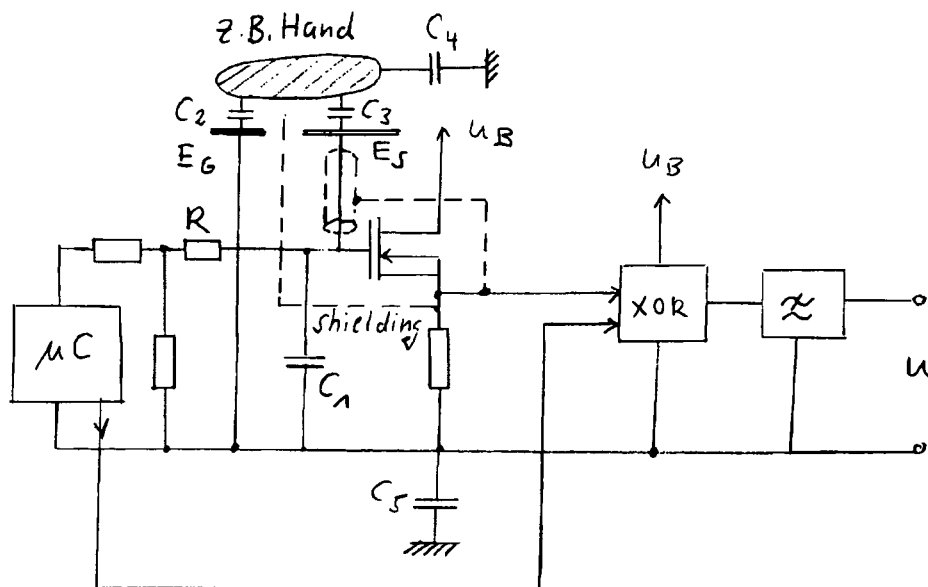 z.B. Hand
C4
C2
C3
uB
EG
ES
uB
R
XOR
≈
shielding
µC
C1
u
C5